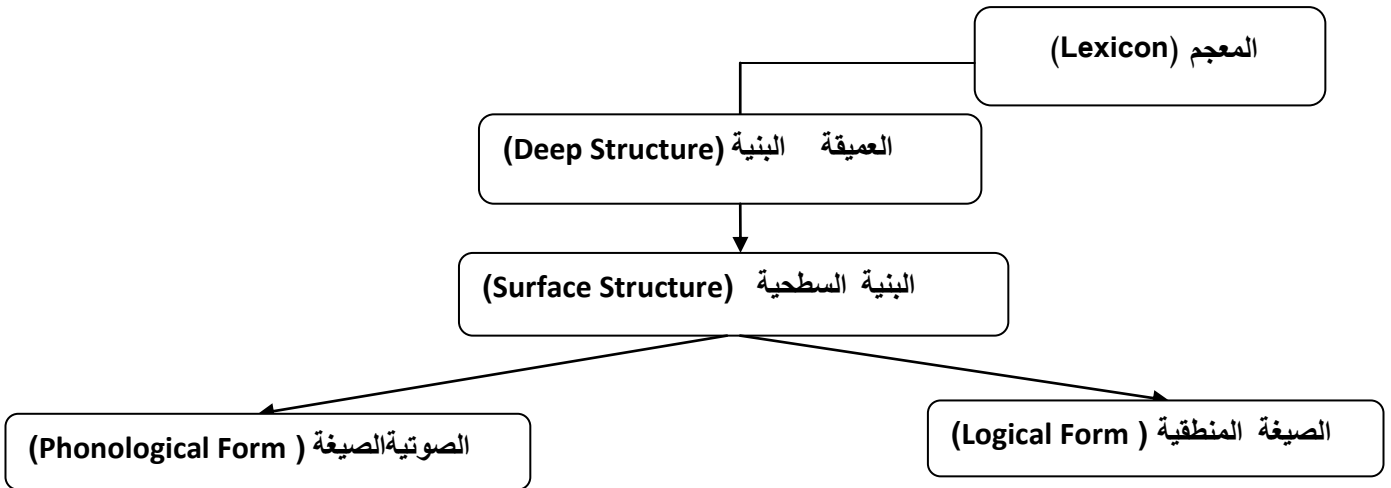 المعجم (Lexicon)
العميقة البنية (Deep Structure)
البنية السطحية (Surface Structure)
الصيغة المنطقية ( Logical Form)
الصوتيةالصيغة ( Phonological Form)